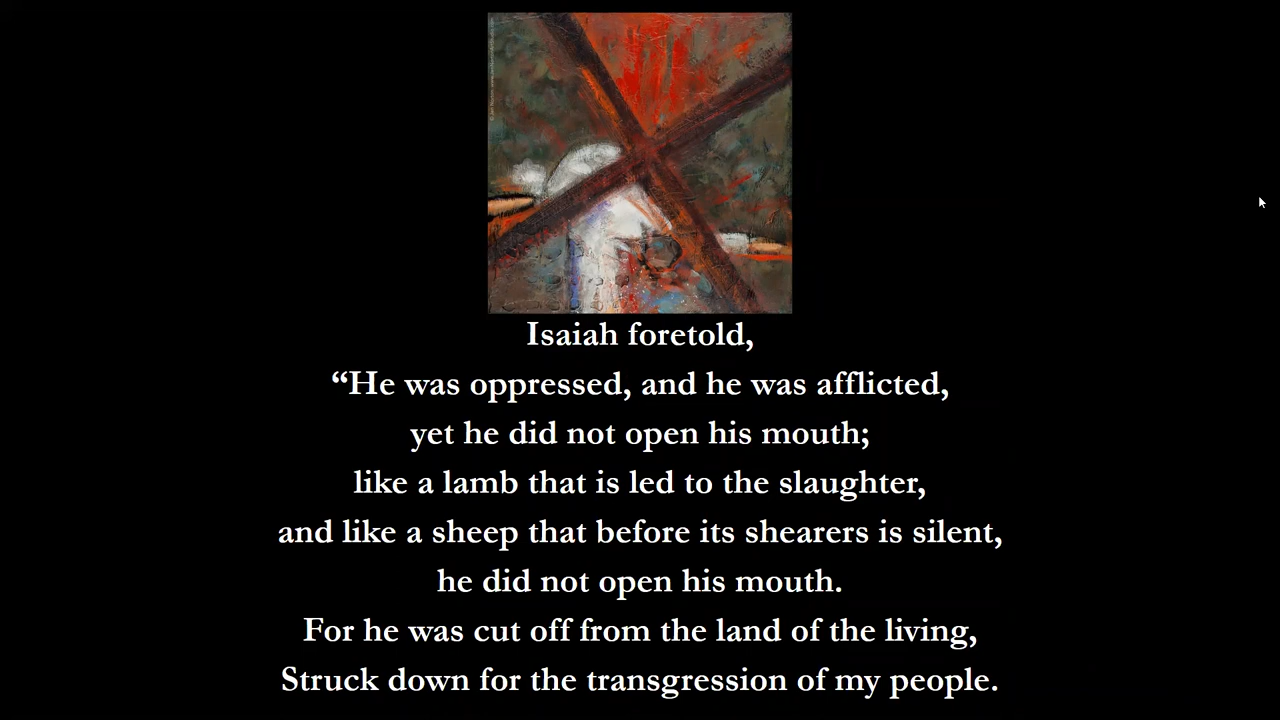 Isaiah foretold,
“He was oppressed, and he was afflicted,
yet he did not open his mouth;
like a lamb that is led to the slaughter,
and like a sheep that before its shearers is silent,
he did not open his mouth.
For he was cut off from the land of the living,
Struck down for the transgression of my people.